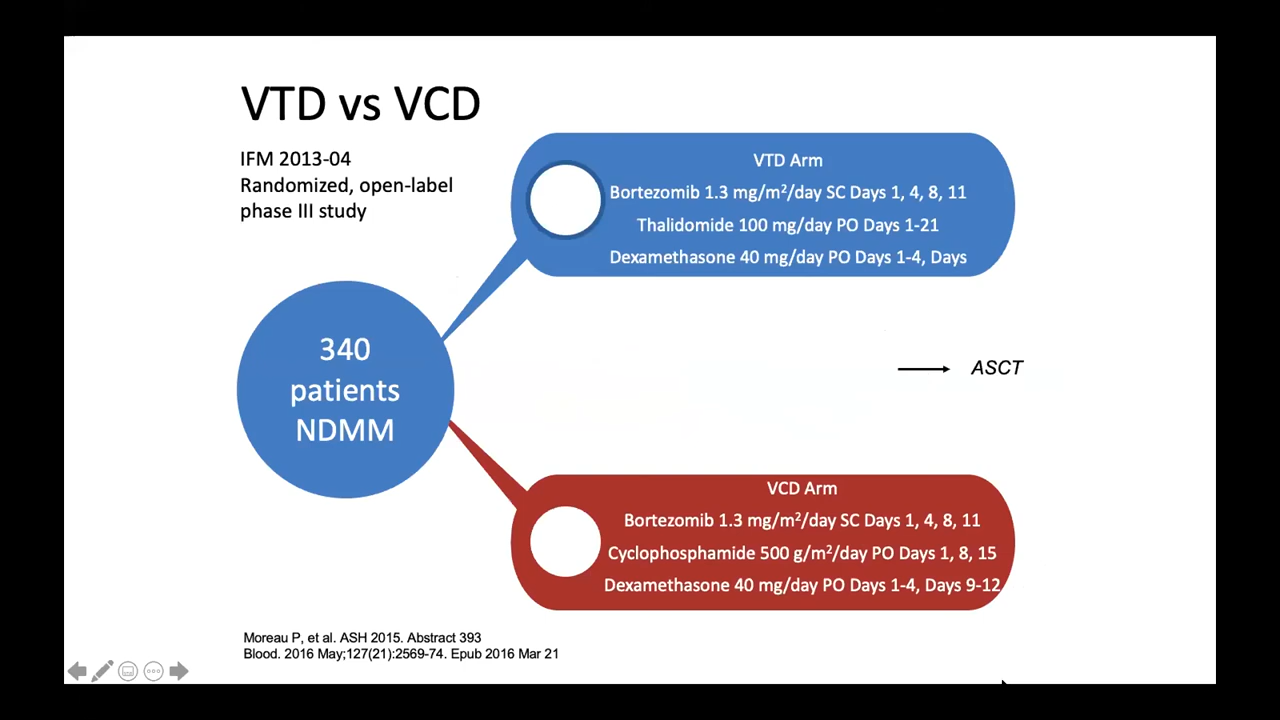 VTD vs VCD
IFM 2013-04
Randomized, open-label
phase III study
VTD Arm
Bortezomib 1.3 mg/m²/day SC Days 1, 4, 8, 11
Thalidomide 100 mg/day PO Days 1-21
Dexamethasone 40 mg/day PO Days 1-4, Days
340
patients
NDMM
ASCT
VCD Arm
Bortezomib 1.3 mg/m²/day SC Days 1, 4, 8, 11
Cyclophosphamide 500 g/m²/day PO Days 1, 8, 15
Dexamethasone 40 mg/day PO Days 1-4, Days 9-12
Moreau P, et al. ASH 2015. Abstract 393
Blood. 2016 May;127(21):2569-74. Epub 2016 Mar 21